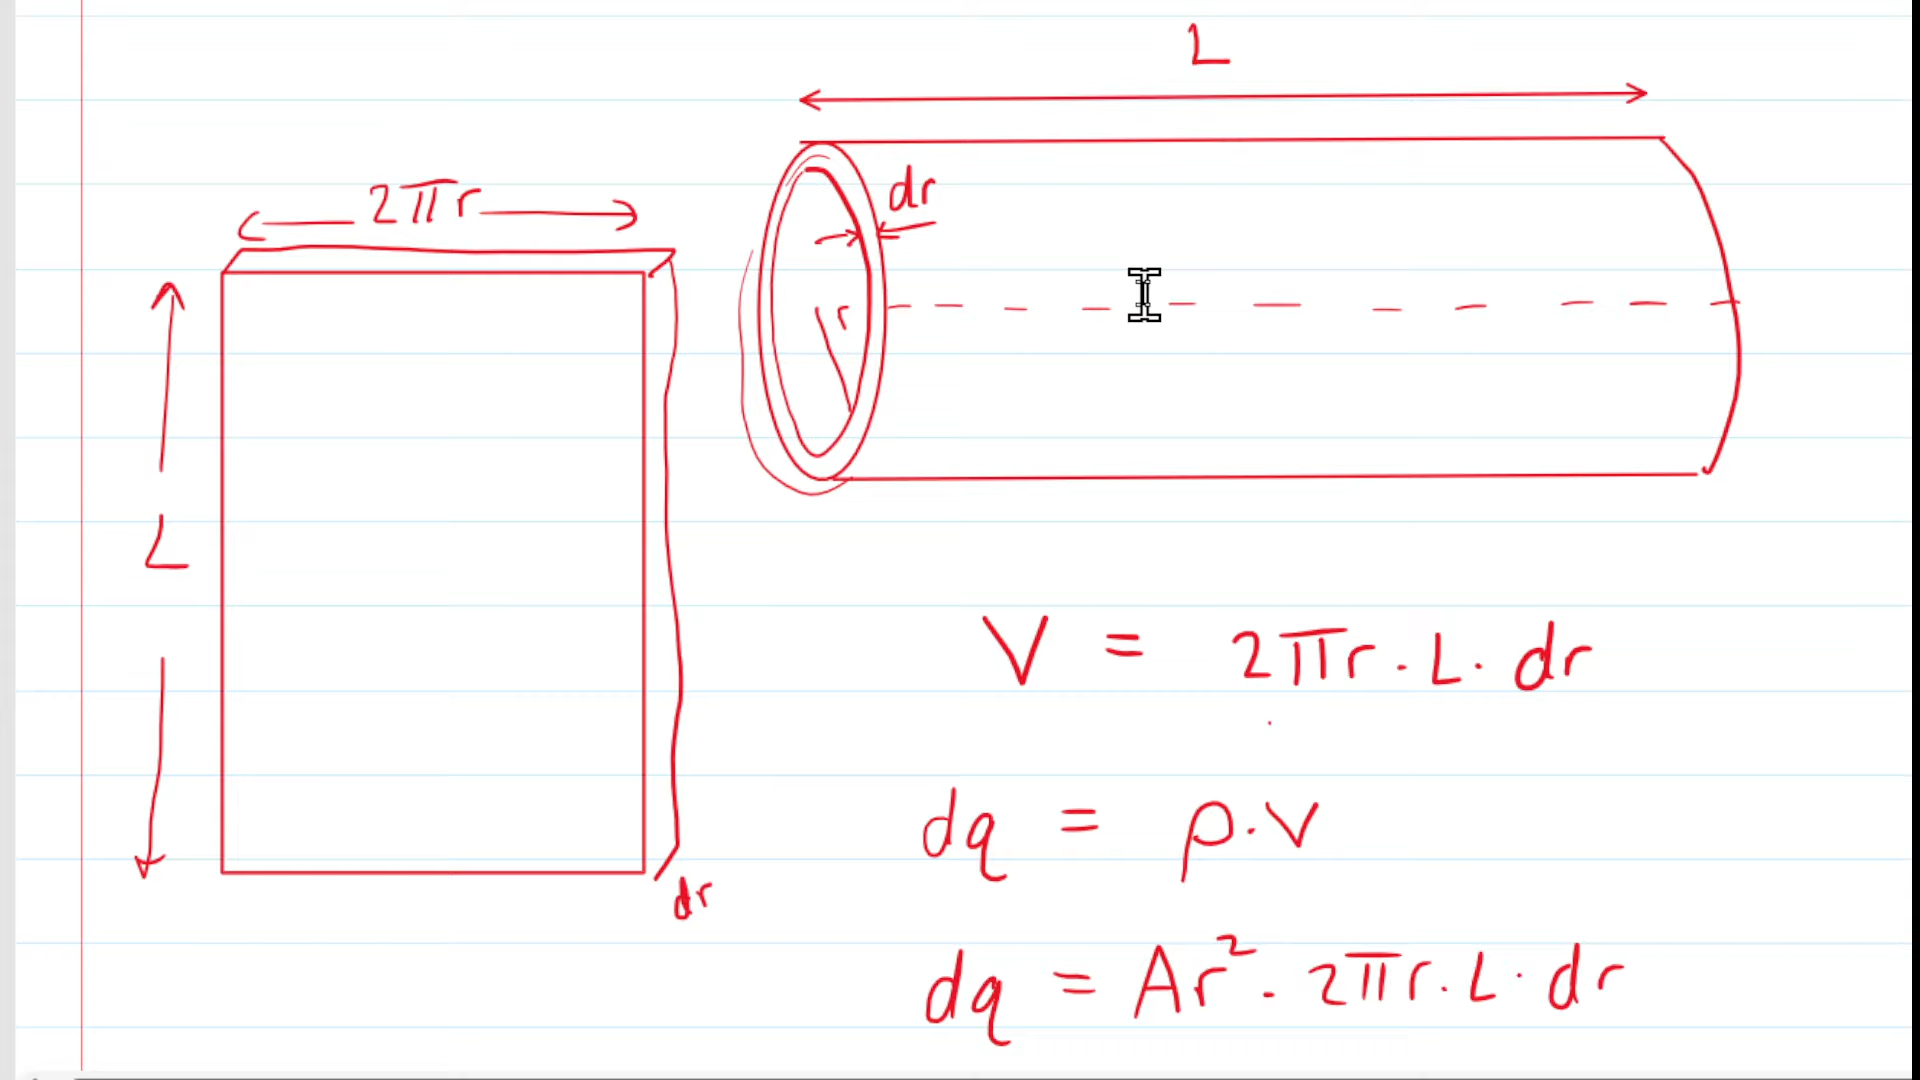 L
2πr
dr
r
L
dr
V = 2πr · L · dr
dq = ρ · V
dq = Ar² · 2πr · L · dr